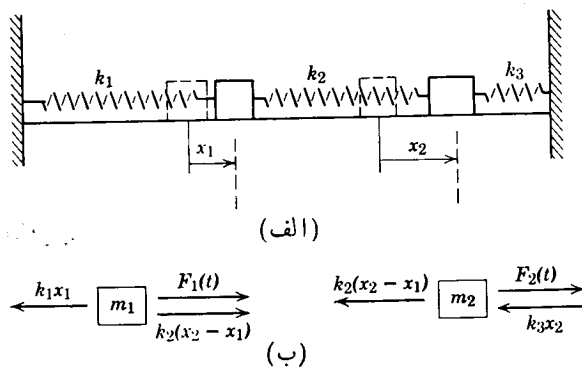 k₁ k₂ k₃
x₁ x₂
(الف)
k₁x₁ m₁ F₁(t) k₂(x₂ − x₁) k₂(x₂ − x₁) m₂ F₂(t) k₃x₂
(ب)